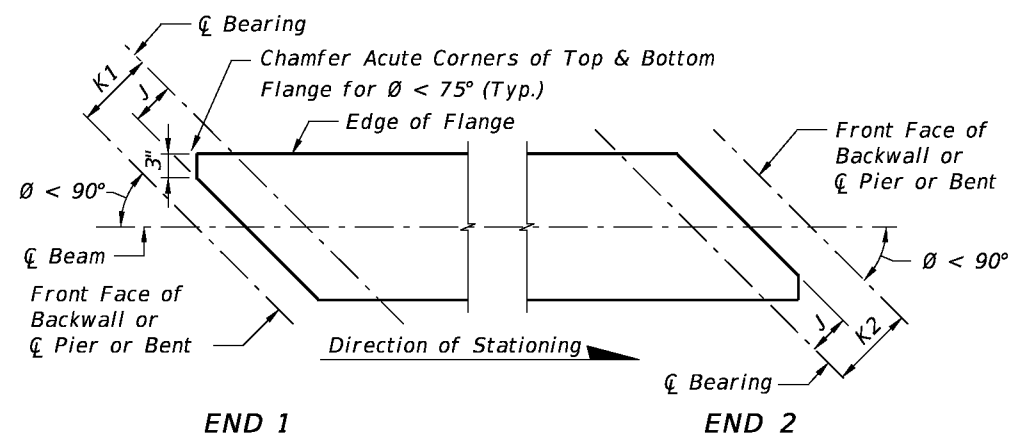 ℄ Bearing
Chamfer Acute Corners of Top & Bottom
Flange for Ø < 75° (Typ.)
Edge of Flange
K1
J
3"
Ø < 90°
℄ Beam
Front Face of
Backwall or
℄ Pier or Bent
Direction of Stationing
Front Face of
Backwall or
℄ Pier or Bent
Ø < 90°
J
K2
℄ Bearing
END 1
END 2